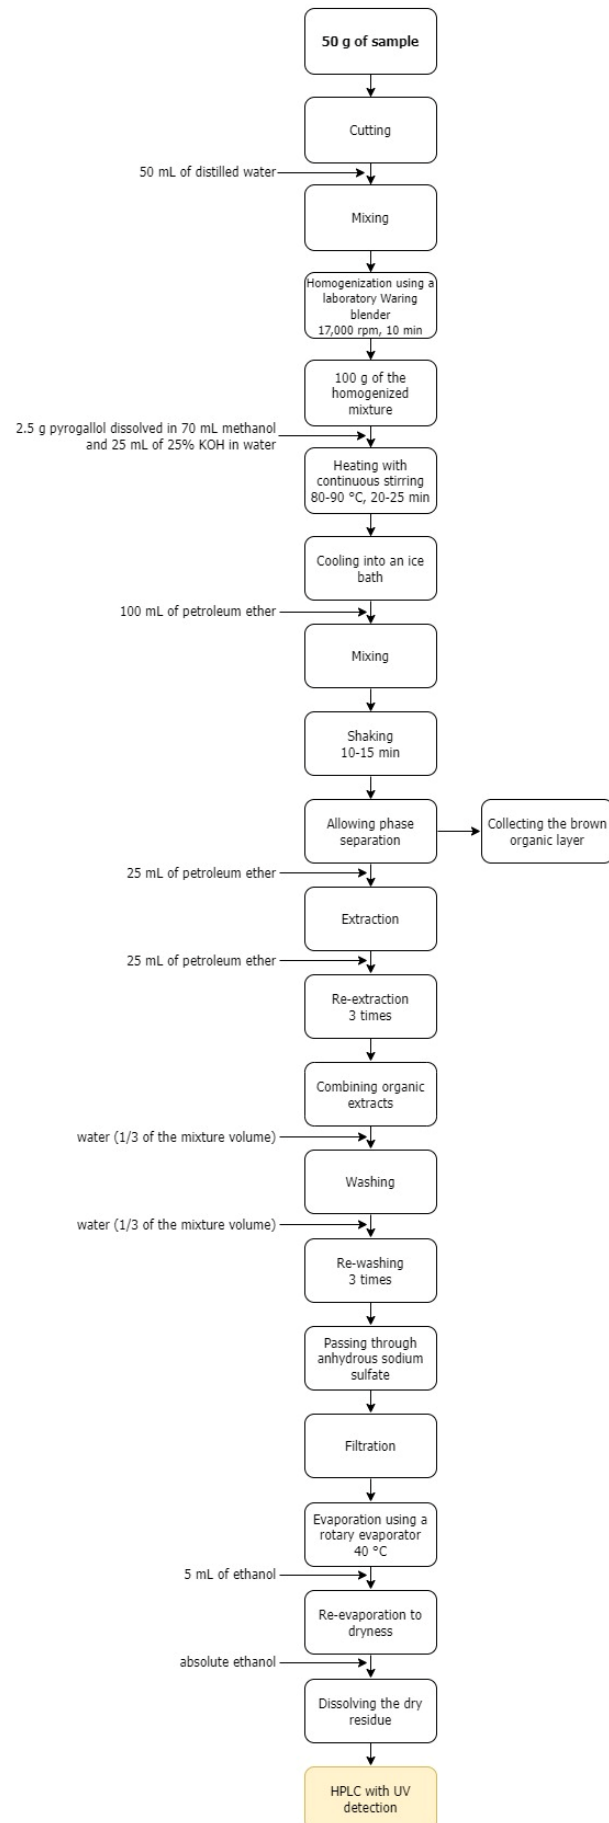 50 g of sample
Cutting
50 mL of distilled water
Mixing
Homogenization using a
laboratory Waring
blender
17,000 rpm, 10 min
100 g of the
homogenized
mixture
2.5 g pyrogallol dissolved in 70 mL methanol
and 25 mL of 25% KOH in water
Heating with
continuous stirring
80-90 °C, 20-25 min
Cooling into an ice
bath
100 mL of petroleum ether
Mixing
Shaking
10-15 min
Allowing phase
separation
Collecting the brown
organic layer
25 mL of petroleum ether
Extraction
25 mL of petroleum ether
Re-extraction
3 times
Combining organic
extracts
water (1/3 of the mixture volume)
Washing
water (1/3 of the mixture volume)
Re-washing
3 times
Passing through
anhydrous sodium
sulfate
Filtration
Evaporation using a
rotary evaporator
40 °C
5 mL of ethanol
Re-evaporation to
dryness
absolute ethanol
Dissolving the dry
residue
HPLC with UV
detection